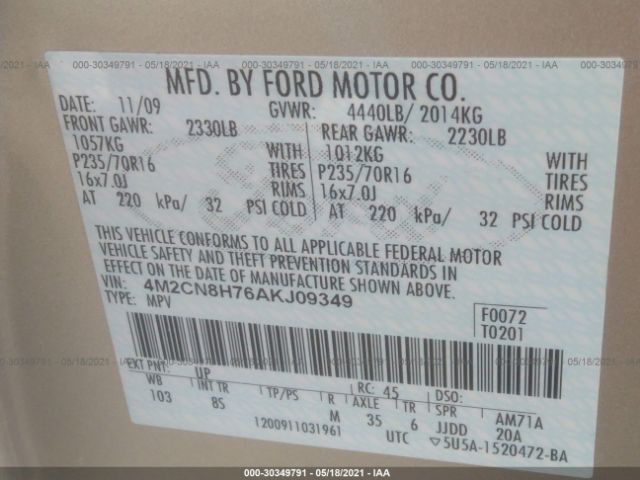 000-30349791 - 05/18/2021 - IAA
MFD. BY FORD MOTOR CO.
DATE: 11/09 GVWR: 4440LB/ 2014KG
FRONT GAWR: 2330LB REAR GAWR: 2230LB
1057KG WITH 1012KG WITH
P235/70R16 TIRES P235/70R16 TIRES
16x7.0J RIMS 16x7.0J RIMS
AT 220 kPa/ 32 PSI COLD AT 220 kPa/ 32 PSI COLD
THIS VEHICLE CONFORMS TO ALL APPLICABLE FEDERAL MOTOR
VEHICLE SAFETY AND THEFT PREVENTION STANDARDS IN
EFFECT ON THE DATE OF MANUFACTURE SHOWN ABOVE.
VIN: 4M2CN8H76AKJ09349
TYPE: MPV
F0072
T0201
EXT PNT: UP RC: 45 DSO:
WB INT TR TP/PS R AXLE TR SPR AM71A
103 8S M 35 6 JJDD 20A
1200911031961 UTC ▽5U5A-1520472-BA
000-30349791 - 05/18/2021 - IAA